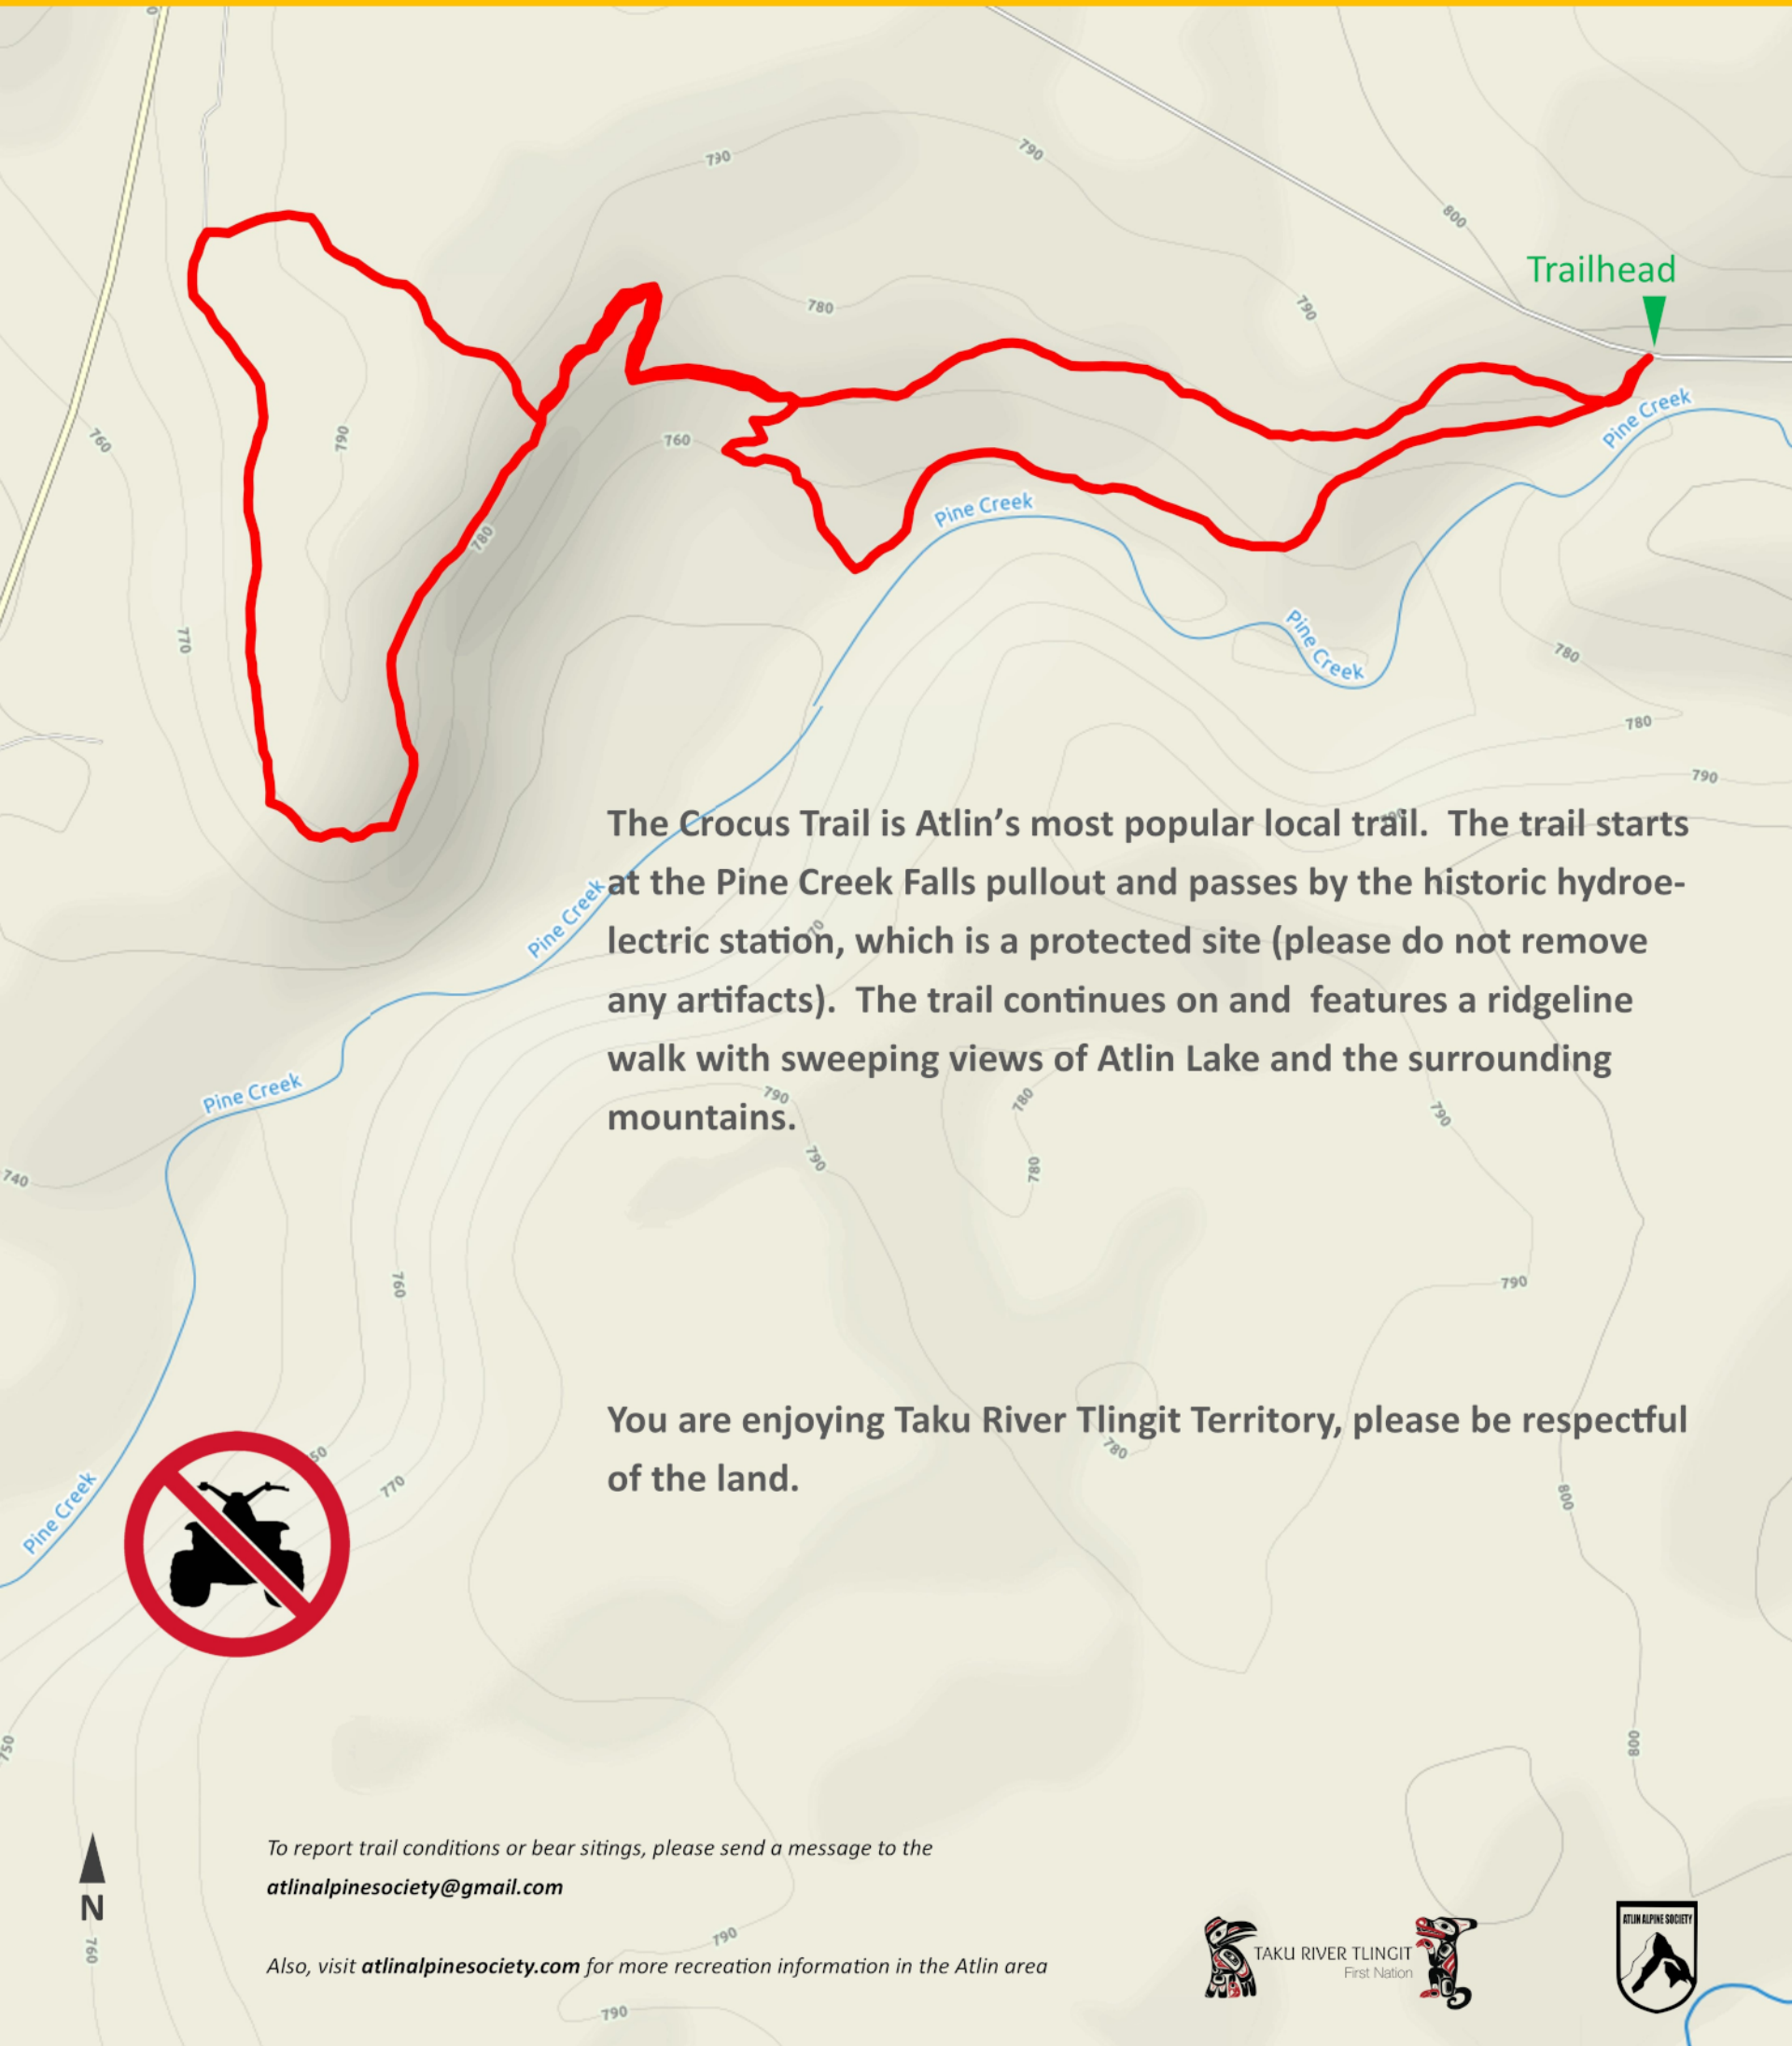 790
790
800
Trailhead
780
790
Pine Creek
760
790
760
Pine Creek
780
770
Pine Creek
780
780
790
The Crocus Trail is Atlin’s most popular local trail.  The trail starts
at the Pine Creek Falls pullout and passes by the historic hydroe-
lectric station, which is a protected site (please do not remove
any artifacts).  The trail continues on and  features a ridgeline
walk with sweeping views of Atlin Lake and the surrounding
mountains.
Pine Creek
Pine Creek
790
780
790
790
780
740
760
790
You are enjoying Taku River Tlingit Territory, please be respectful
of the land.
780
50
770
800
Pine Creek
750
800
To report trail conditions or bear sitings, please send a message to the
atlinalpinesociety@gmail.com
N
760
790
Also, visit atlinalpinesociety.com for more recreation information in the Atlin area
790
TAKU RIVER TLINGIT
First Nation
ATLIN ALPINE SOCIETY